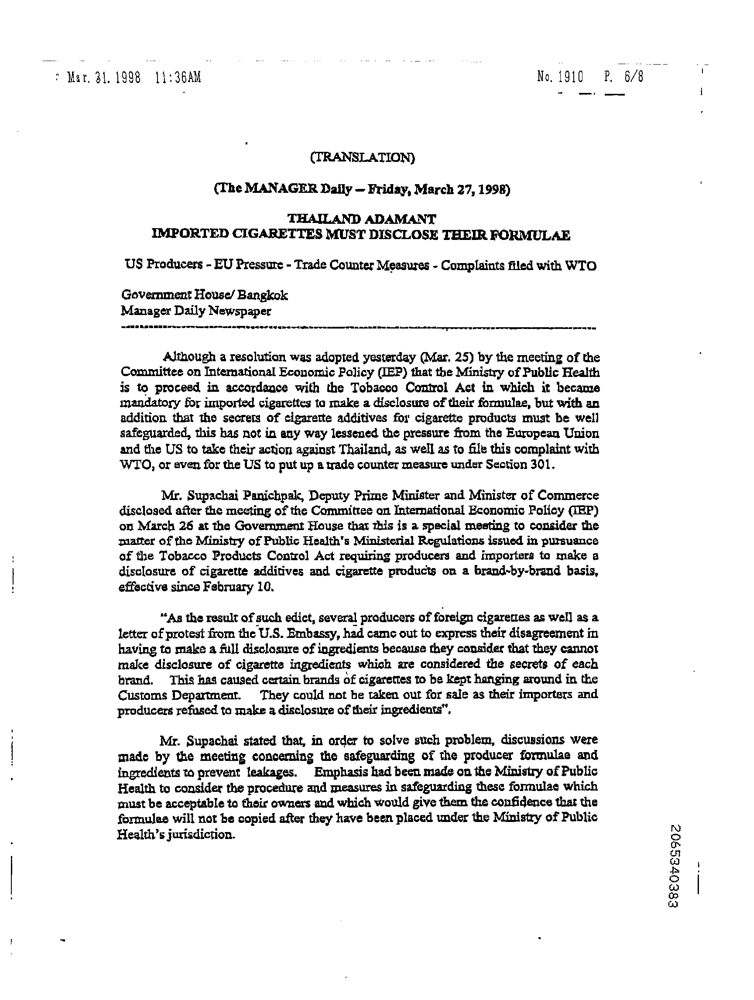 : Mar. 31. 1998 11:36AM
No. 1910 P. 6/8
(TRANSLATION)
(The MANAGER Daily – Friday, March 27, 1998)
THAILAND ADAMANT
IMPORTED CIGARETTES MUST DISCLOSE THEIR FORMULAE
US Producers - EU Pressure - Trade Counter Measures - Complaints filed with WTO
Government House/ Bangkok
Manager Daily Newspaper
Although a resolution was adopted yesterday (Mar. 25) by the meeting of the
Committee on International Economic Policy (IEP) that the Ministry of Public Health
is to proceed in accordance with the Tobacco Control Act in which it became
mandatory for imported cigarettes to make a disclosure of their formulae, but with an
addition that the secrets of cigarette additives for cigarette products must be well
safeguarded, this has not in any way lessened the pressure from the European Union
and the US to take their action against Thailand, as well as to file this complaint with
WTO, or even for the US to put up a trade counter measure under Section 301.
Mr. Supachai Panichpak, Deputy Prime Minister and Minister of Commerce
disclosed after the meeting of the Committee on International Economic Policy (IEP)
on March 26 at the Government House that this is a special meeting to consider the
matter of the Ministry of Public Health's Ministerial Regulations issued in pursuance
of the Tobacco Products Control Act requiring producers and importers to make a
disclosure of cigarette additives and cigarette products on a brand-by-brand basis,
effective since February 10.
"As the result of such edict, several producers of foreign cigarettes as well as a
letter of protest from the U.S. Embassy, had came out to express their disagreement in
having to make a full disclosure of ingredients because they consider that they cannot
make disclosure of cigarette ingredients which are considered the secrets of each
brand. This has caused certain brands of cigarettes to be kept hanging around in the
Customs Department. They could not be taken out for sale as their importers and
producers refused to make a disclosure of their ingredients".
Mr. Supachai stated that, in order to solve such problem, discussions were
made by the meeting concerning the safeguarding of the producer formulae and
ingredients to prevent leakages. Emphasis had been made on the Ministry of Public
Health to consider the procedure and measures in safeguarding these formulae which
must be acceptable to their owners and which would give them the confidence that the
formulae will not be copied after they have been placed under the Ministry of Public
Health's jurisdiction.
2065340383